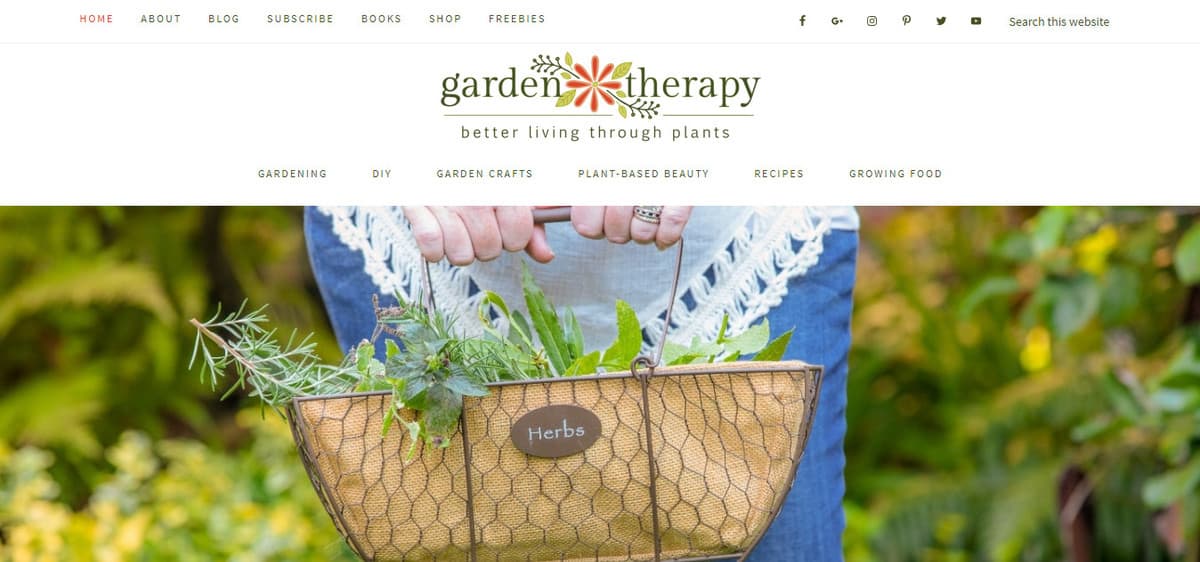 HOME ABOUT BLOG SUBSCRIBE BOOKS SHOP FREEBIES Search this website
garden therapy
better living through plants
GARDENING DIY GARDEN CRAFTS PLANT-BASED BEAUTY RECIPES GROWING FOOD
Herbs